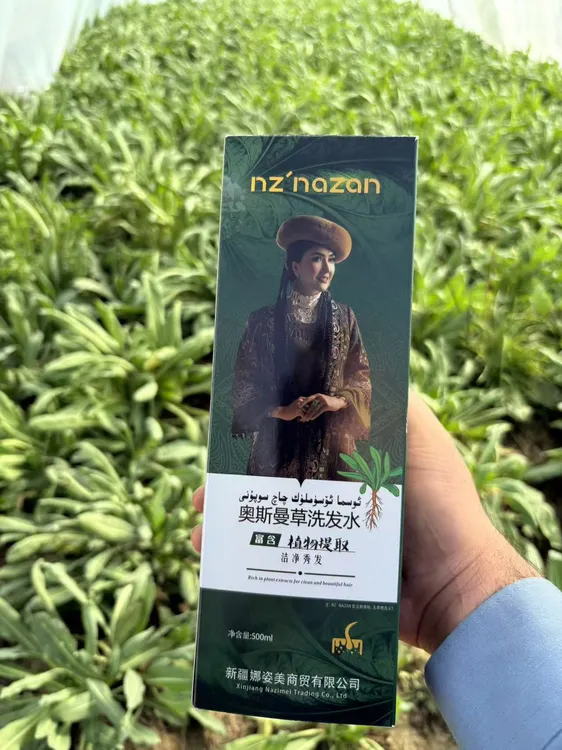 nz'nazan
ئوسما ئۆسۈملۈك چاچ سوپۇنى
奥斯曼草洗发水
富含 植物提取
洁净秀发
Rich in plant extracts for clean and beautiful hair
净含量:500ml
新疆娜姿美商贸有限公司
Xinjiang Nazimei Trading Co., Ltd